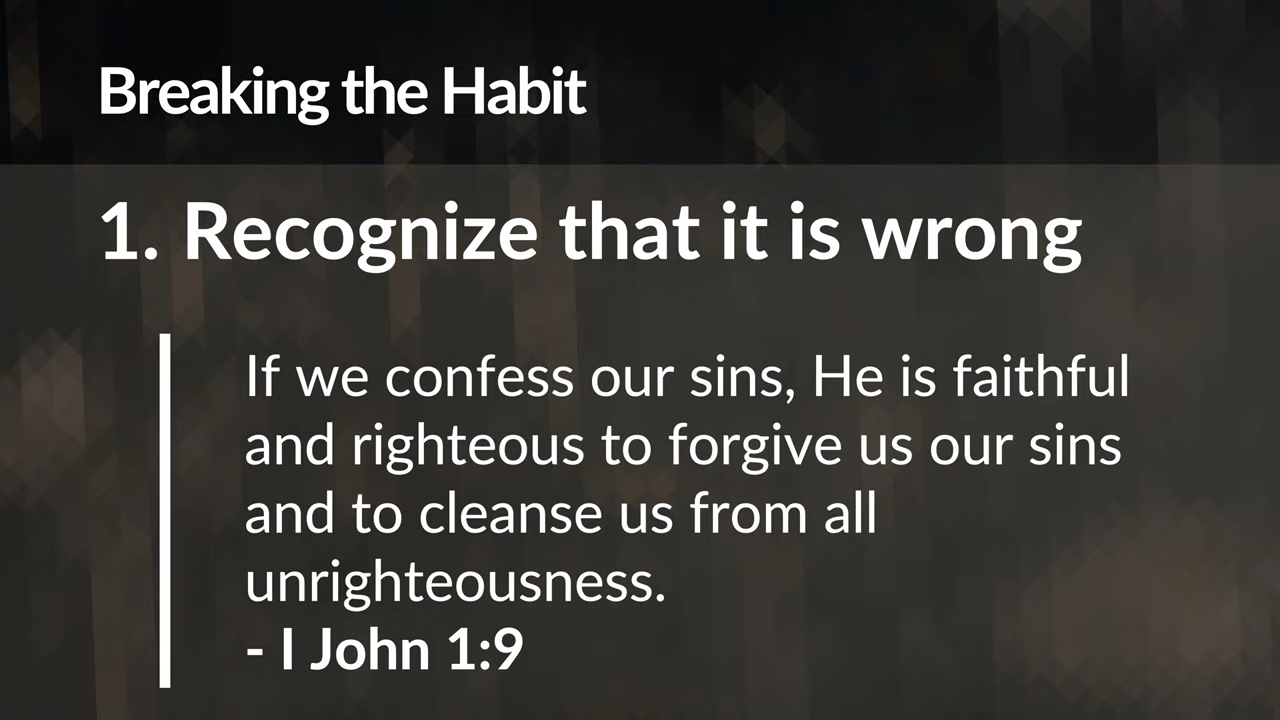 Breaking the Habit
1. Recognize that it is wrong
If we confess our sins, He is faithful
and righteous to forgive us our sins
and to cleanse us from all
unrighteousness.
- I John 1:9